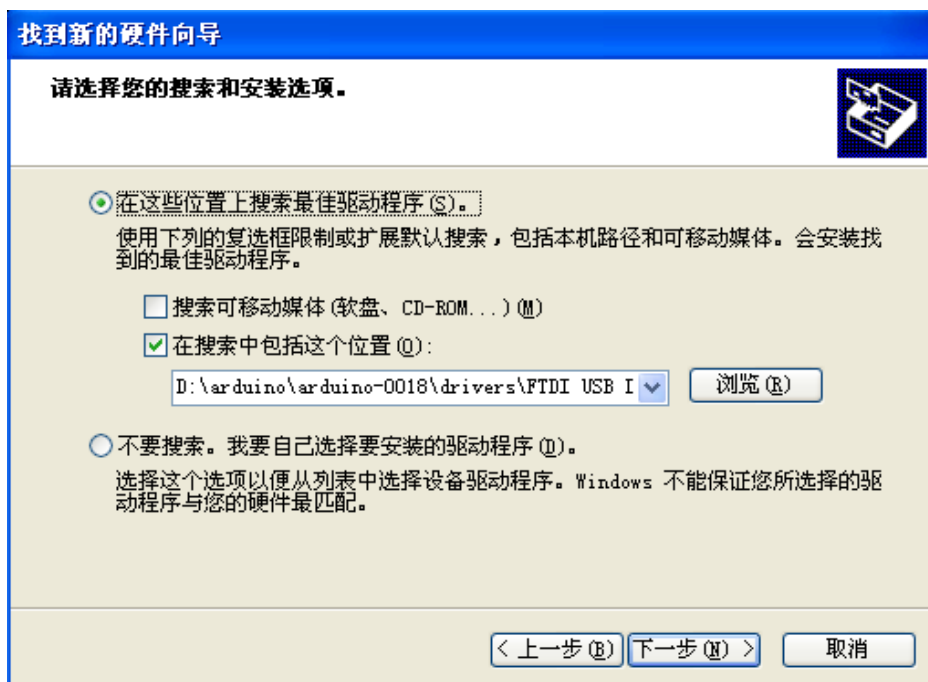 找到新的硬件向导
请选择您的搜索和安装选项。
在这些位置上搜索最佳驱动程序(S)。
使用下列的复选框限制或扩展默认搜索,包括本机路径和可移动媒体。会安装找
到的最佳驱动程序。
搜索可移动媒体(软盘、CD-ROM...)(M)
在搜索中包括这个位置(O):
D:\arduino\arduino-0018\drivers\FTDI USB I
浏览(R)
不要搜索。我要自己选择要安装的驱动程序(D)。
选择这个选项以便从列表中选择设备驱动程序。Windows 不能保证您所选择的驱
动程序与您的硬件最匹配。
< 上一步(B) 下一步(N) > 取消